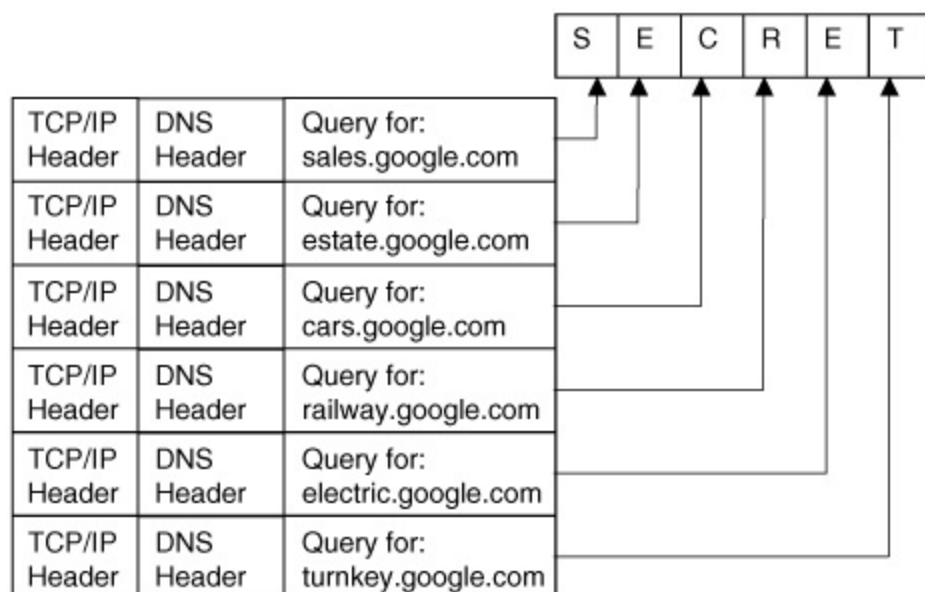 S E C R E T
TCP/IP Header DNS Header Query for: sales.google.com
TCP/IP Header DNS Header Query for: estate.google.com
TCP/IP Header DNS Header Query for: cars.google.com
TCP/IP Header DNS Header Query for: railway.google.com
TCP/IP Header DNS Header Query for: electric.google.com
TCP/IP Header DNS Header Query for: turnkey.google.com